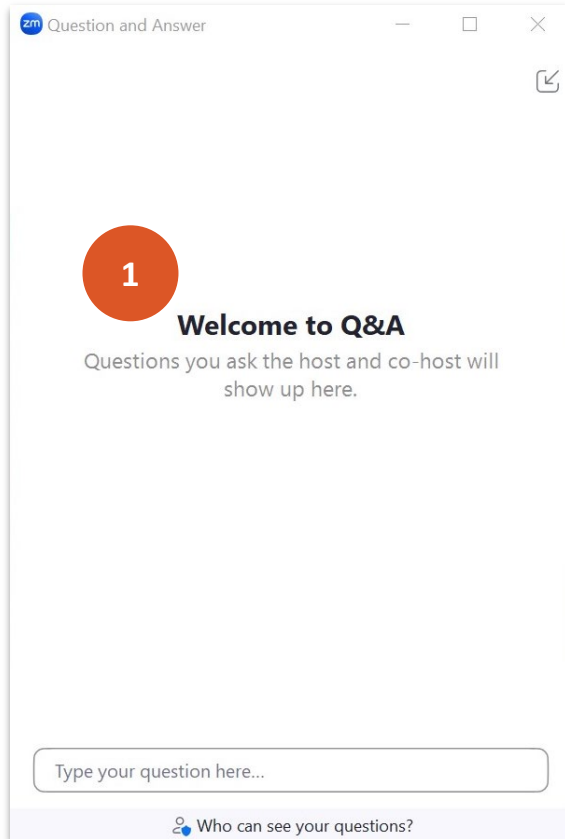 zm Question and Answer
1
Welcome to Q&A
Questions you ask the host and co-host will
show up here.
Type your question here...
Who can see your questions?